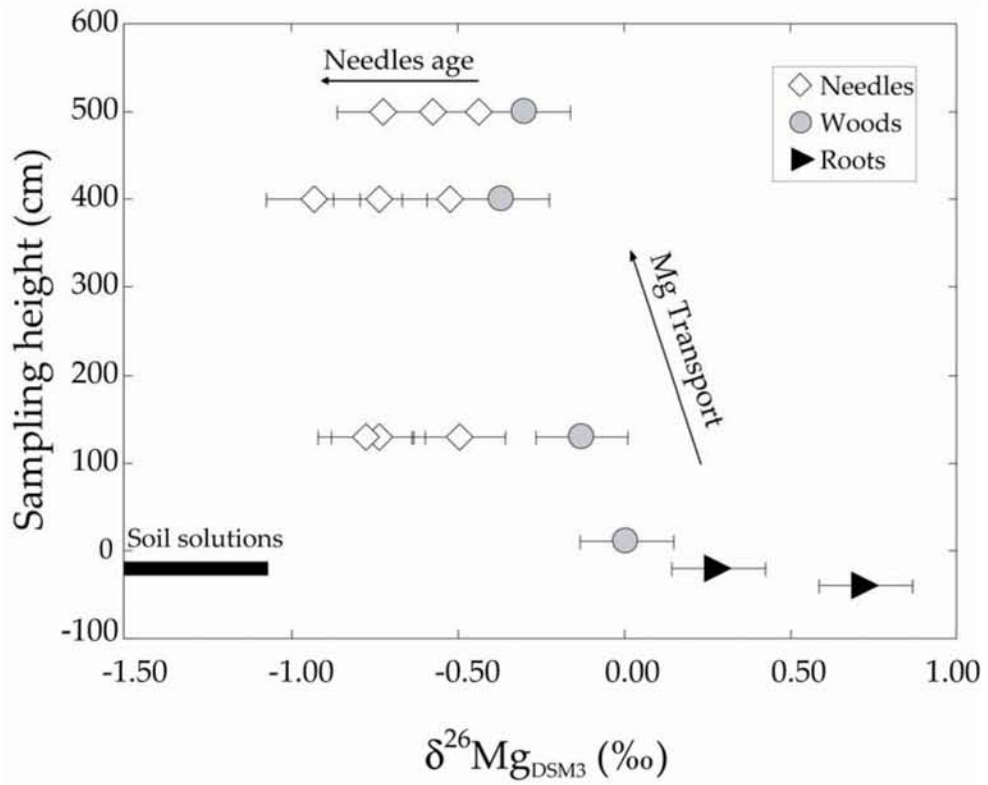 600
500
400
300
200
100
0
-100
Sampling height (cm)
Needles age
Needles
Woods
Roots
Mg Transport
Soil solutions
-1.50
-1.00
-0.50
0.00
0.50
1.00
δ²⁶Mg_DSM3 (‰)